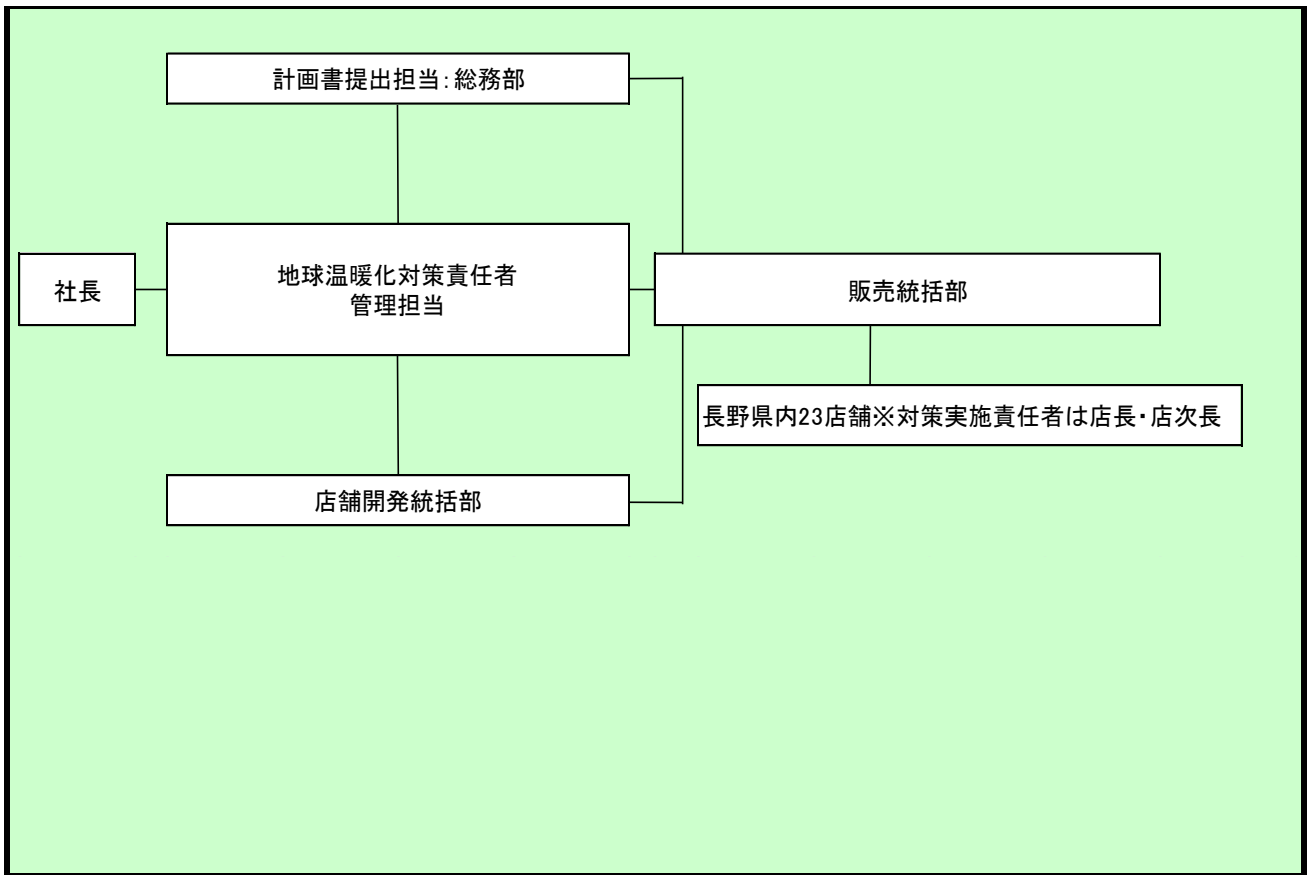 計画書提出担当：総務部
社長
地球温暖化対策責任者
管理担当
販売統括部
長野県内23店舗※対策実施責任者は店長・店次長
店舗開発統括部